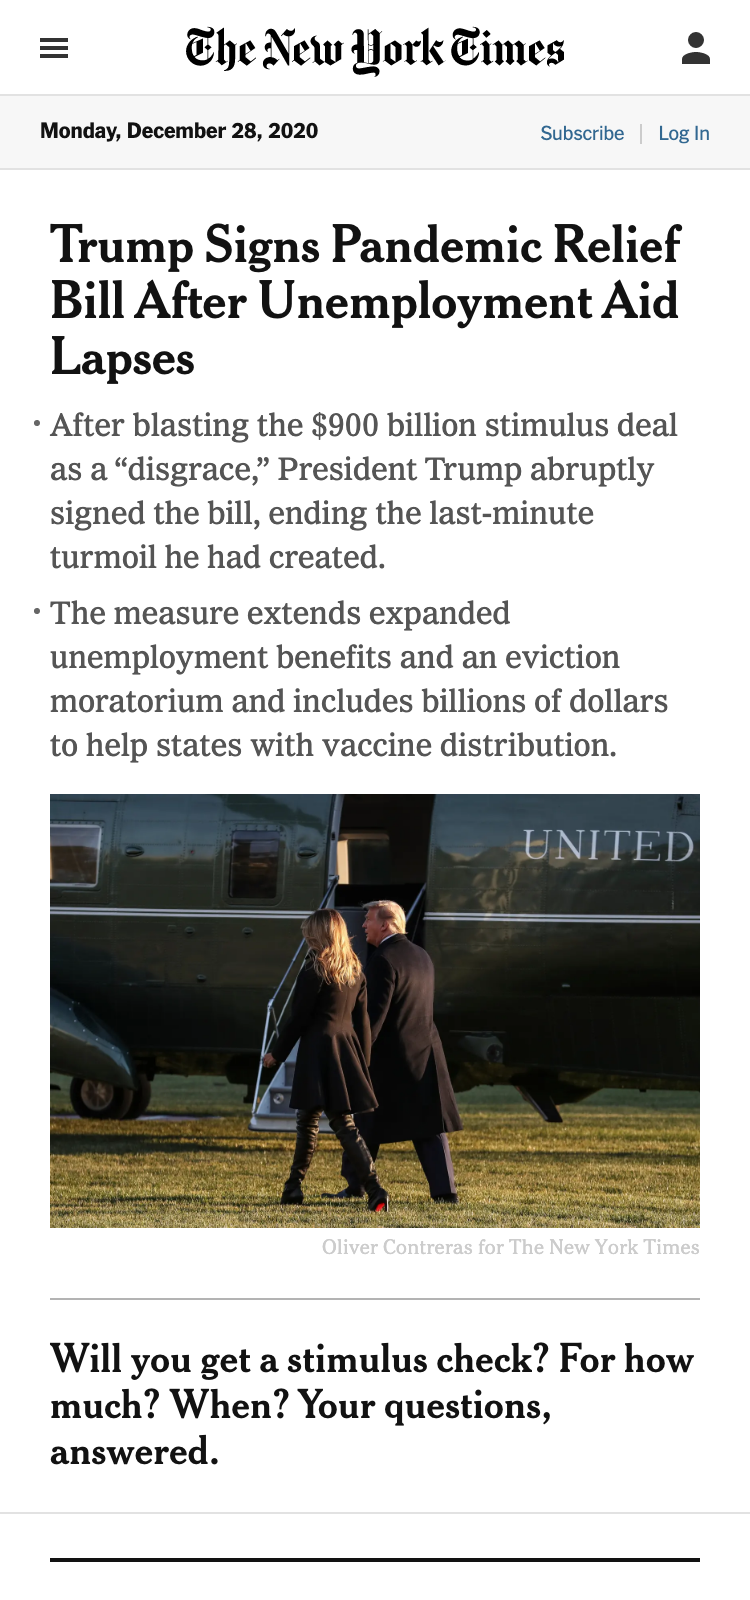 The New York Times
Monday, December 28, 2020
Subscribe | Log In
Trump Signs Pandemic Relief
Bill After Unemployment Aid
Lapses
• After blasting the $900 billion stimulus deal
as a “disgrace,” President Trump abruptly
signed the bill, ending the last-minute
turmoil he had created.
• The measure extends expanded
unemployment benefits and an eviction
moratorium and includes billions of dollars
to help states with vaccine distribution.
UNITED
Oliver Contreras for The New York Times
Will you get a stimulus check? For how
much? When? Your questions,
answered.